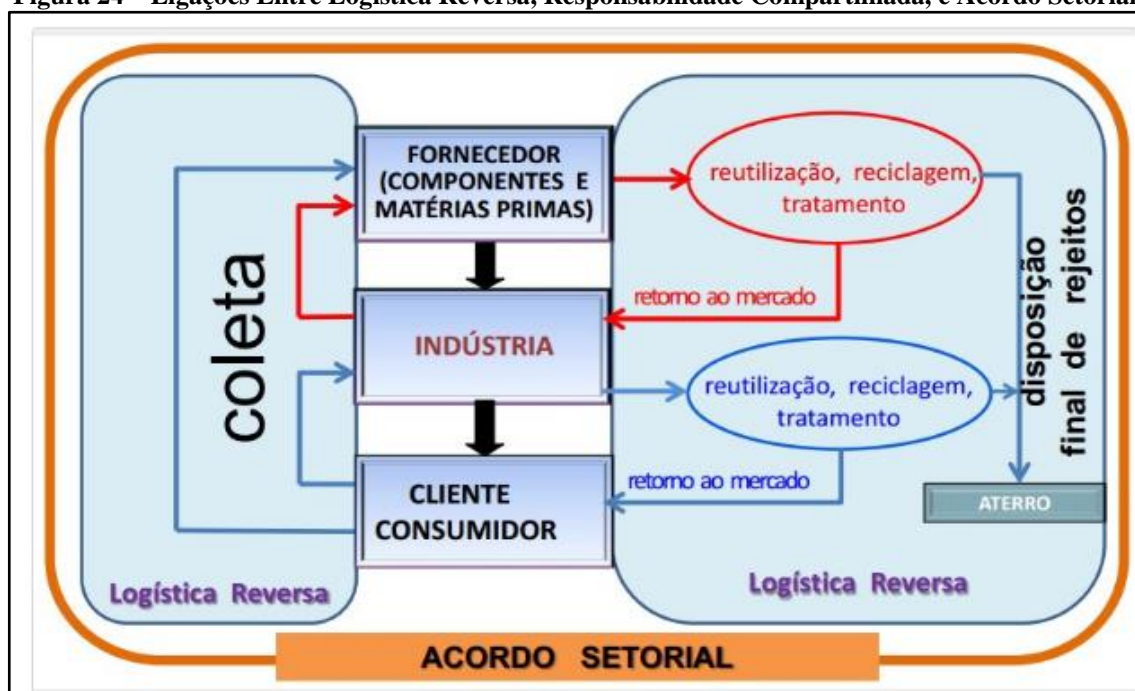 Figura 24 – Ligações Entre Logística Reversa, Responsabilidade Compartilhada, e Acordo Setorial
coleta
FORNECEDOR
(COMPONENTES E
MATÉRIAS PRIMAS)
reutilização, reciclagem,
tratamento
retorno ao mercado
INDÚSTRIA
reutilização, reciclagem,
tratamento
retorno ao mercado
CLIENTE
CONSUMIDOR
disposição
final de rejeitos
ATERRO
Logística Reversa
Logística Reversa
ACORDO SETORIAL